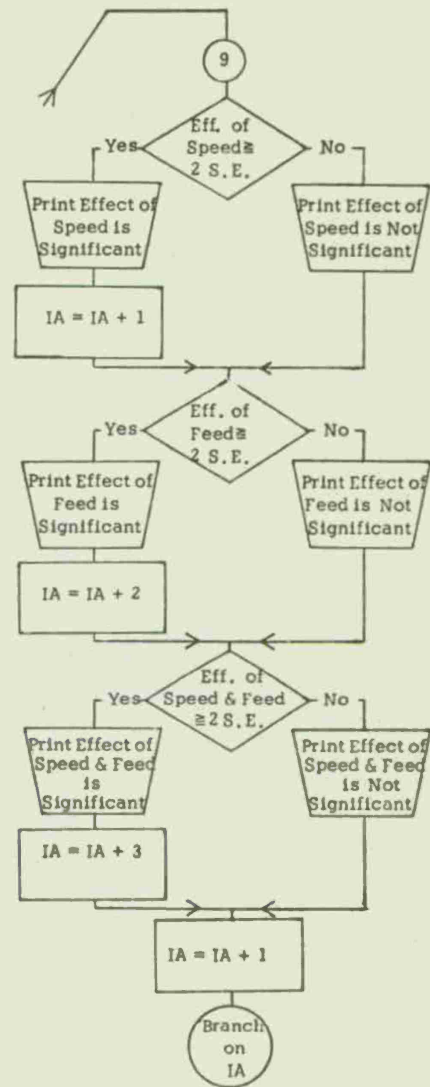 9
Eff. of
Speed ≧
2 S.E.
Yes
No
Print Effect of
Speed is
Significant
Print Effect of
Speed is Not
Significant
IA = IA + 1
Eff. of
Feed ≧
2 S.E.
Yes
No
Print Effect of
Feed is
Significant
Print Effect of
Feed is Not
Significant
IA = IA + 2
Eff. of
Speed & Feed
≧ 2 S.E.
Yes
No
Print Effect of
Speed & Feed
is
Significant
Print Effect of
Speed & Feed
is Not
Significant
IA = IA + 3
IA = IA + 1
Branch
on
IA